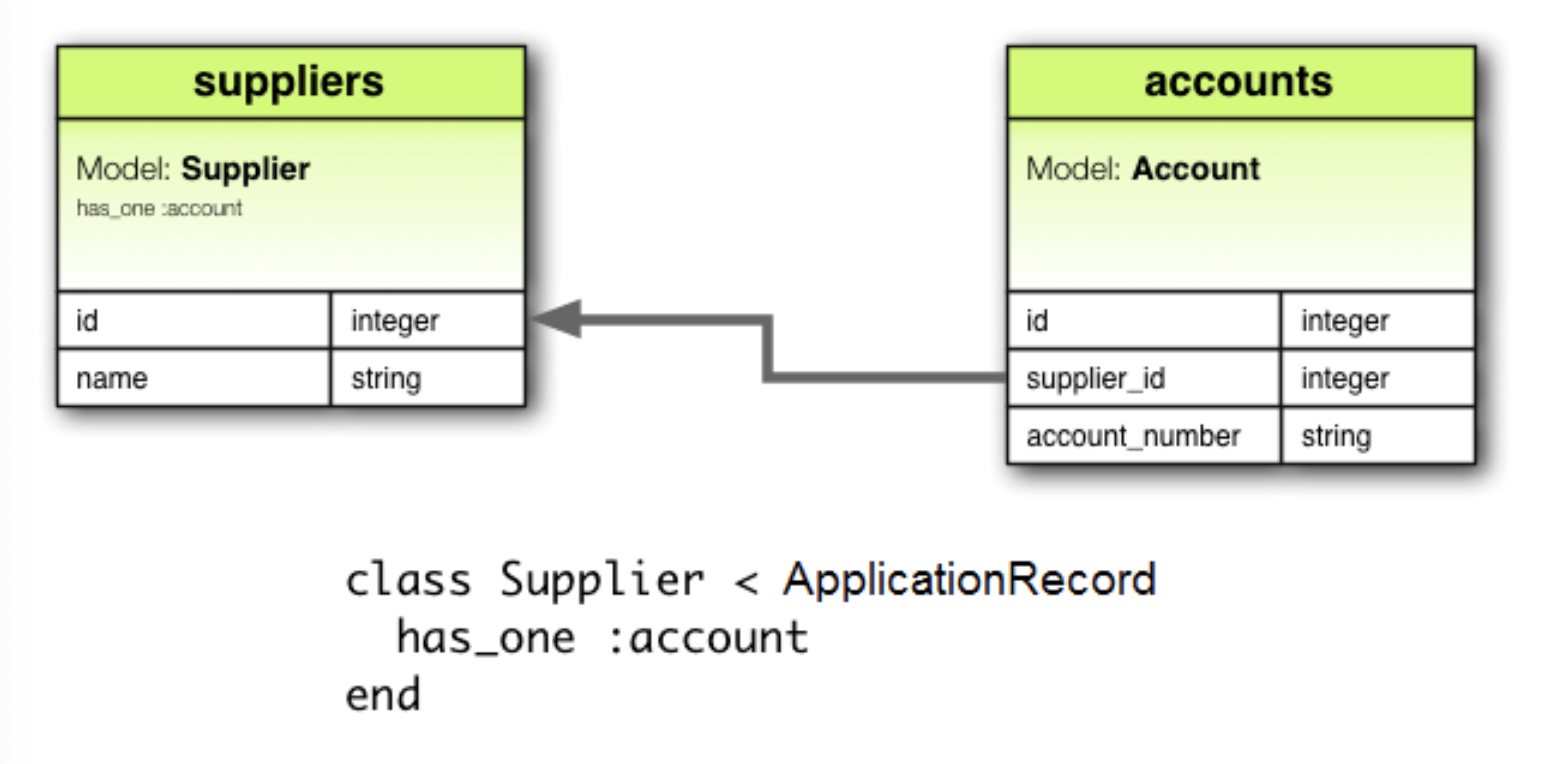 suppliers
Model: Supplier
has_one :account
id integer
name string
accounts
Model: Account
id integer
supplier_id integer
account_number string
class Supplier < ApplicationRecord
  has_one :account
end